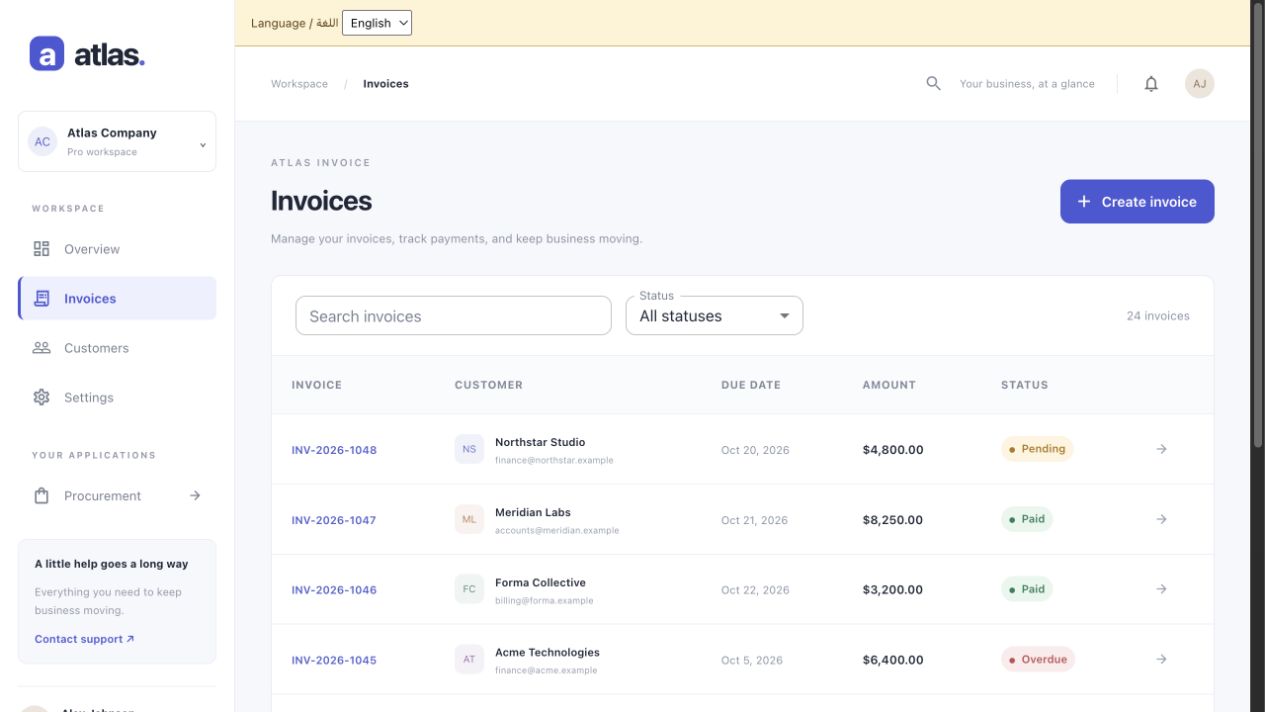 a atlas.
AC
Atlas Company
Pro workspace
WORKSPACE
Overview
Invoices
Customers
Settings
YOUR APPLICATIONS
Procurement
A little help goes a long way
Everything you need to keep
business moving.
Contact support ↗
Language / اللغة English
Workspace / Invoices
Your business, at a glance
AJ
ATLAS INVOICE
Invoices
+ Create invoice
Manage your invoices, track payments, and keep business moving.
Search invoices
Status
All statuses
24 invoices
INVOICE CUSTOMER DUE DATE AMOUNT STATUS
INV-2026-1048 NS Northstar Studio Oct 20, 2026 $4,800.00 Pending →
finance@northstar.example
INV-2026-1047 ML Meridian Labs Oct 21, 2026 $8,250.00 Paid →
accounts@meridian.example
INV-2026-1046 FC Forma Collective Oct 22, 2026 $3,200.00 Paid →
billing@forma.example
INV-2026-1045 AT Acme Technologies Oct 5, 2026 $6,400.00 Overdue →
finance@acme.example